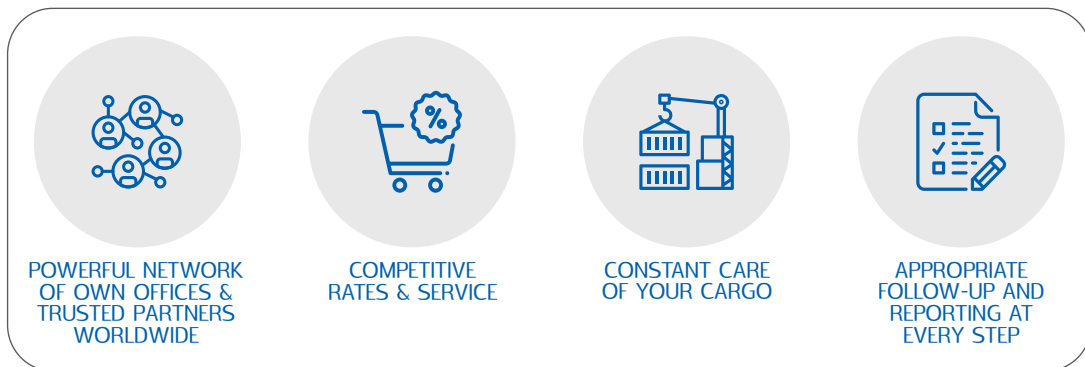 POWERFUL NETWORK
OF OWN OFFICES &
TRUSTED PARTNERS
WORLDWIDE
COMPETITIVE
RATES & SERVICE
CONSTANT CARE
OF YOUR CARGO
APPROPRIATE
FOLLOW-UP AND
REPORTING AT
EVERY STEP
%